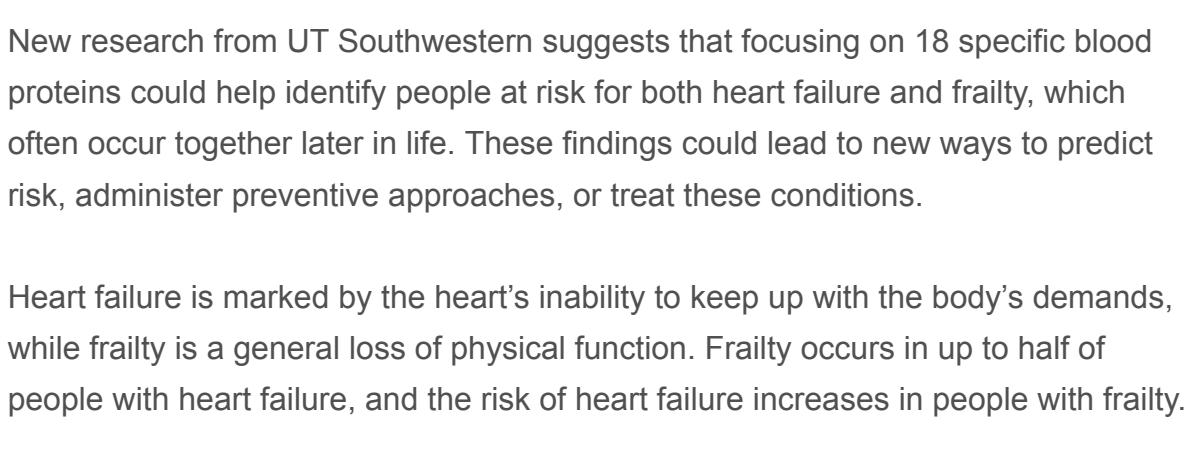 New research from UT Southwestern suggests that focusing on 18 specific blood
proteins could help identify people at risk for both heart failure and frailty, which
often occur together later in life. These findings could lead to new ways to predict
risk, administer preventive approaches, or treat these conditions.
Heart failure is marked by the heart’s inability to keep up with the body’s demands,
while frailty is a general loss of physical function. Frailty occurs in up to half of
people with heart failure, and the risk of heart failure increases in people with frailty.